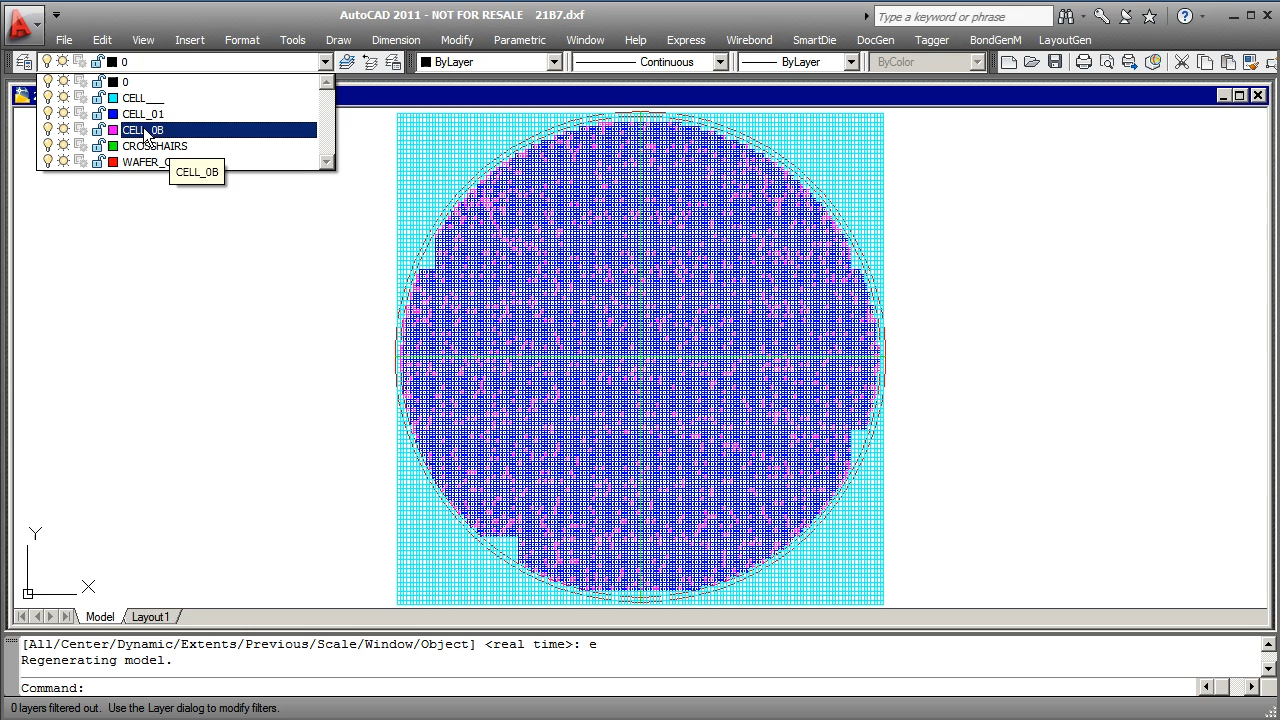 AutoCAD 2011 - NOT FOR RESALE 21B7.dxf
Type a keyword or phrase
File Edit View Insert Format Tools Draw Dimension Modify Parametric Window Help Express Wirebond SmartDie DocGen Tagger BondGenM LayoutGen
0 ByLayer Continuous ByLayer ByColor
0
CELL___
CELL_01
CELL_0B
CROSSHAIRS
WAFER_
CELL_0B
Y
X
Model Layout1
[All/Center/Dynamic/Extents/Previous/Scale/Window/Object] <real time>: e
Regenerating model.
Command:
0 layers filtered out. Use the Layer dialog to modify filters.